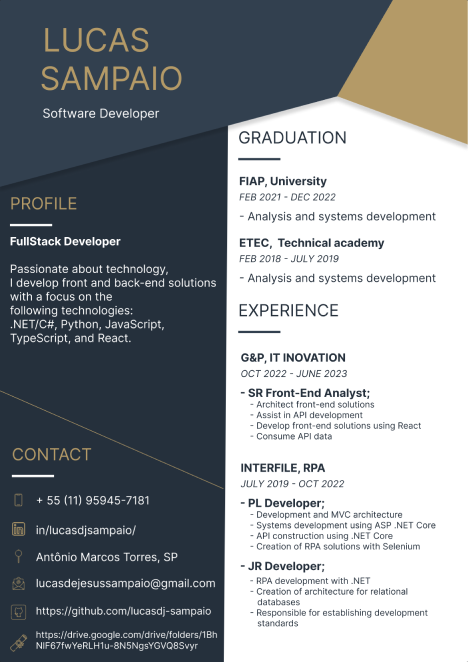 LUCAS
SAMPAIO
Software Developer
PROFILE
FullStack Developer
Passionate about technology,
I develop front and back-end solutions
with a focus on the
following technologies:
.NET/C#, Python, JavaScript,
TypeScript, and React.
CONTACT
+ 55 (11) 95945-7181
in/lucasdjsampaio/
Antônio Marcos Torres, SP
lucasdejesussampaio@gmail.com
https://github.com/lucasdj-sampaio
https://drive.google.com/drive/folders/1Bh
NIF67fwYeRLH1u-8N5NgsYGVQ8Svyr
GRADUATION
FIAP, University
FEB 2021 - DEC 2022
- Analysis and systems development
ETEC, Technical academy
FEB 2018 - JULY 2019
- Analysis and systems development
EXPERIENCE
G&P, IT INOVATION
OCT 2022 - JUNE 2023
- SR Front-End Analyst;
- Architect front-end solutions
- Assist in API development
- Develop front-end solutions using React
- Consume API data
INTERFILE, RPA
JULY 2019 - OCT 2022
- PL Developer;
- Development and MVC architecture
- Systems development using ASP .NET Core
- API construction using .NET Core
- Creation of RPA solutions with Selenium
- JR Developer;
- RPA development with .NET
- Creation of architecture for relational
databases
- Responsible for establishing development
standards